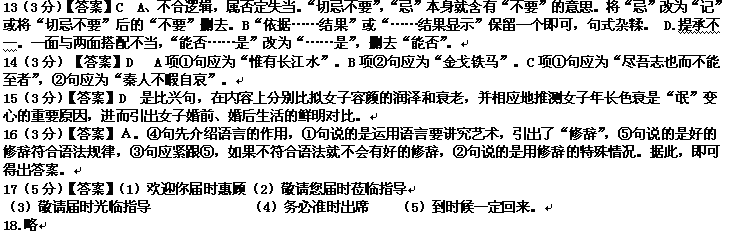 13(3分)【答案】C  A、不合逻辑，属否定失当。“切忌不要”，“忌”本身就含有“不要”的意思。将“忌”改为“记”
或将“切忌不要”后的“不要”删去。B“依据……结果”或“……结果显示”保留一个即可，句式杂糅。 D.提承不
一。一面与两面搭配不当，“能否……是”改为“……是”，删去“能否”。
14(3分) 【答案】D  A项①句应为“惟有长江水”。B项②句应为“金戈铁马”。C项①句应为“尽吾志也而不能
至者”，②句应为“秦人不暇自哀”。
15(3分)【答案】D 是比兴句，在内容上分别比拟女子容颜的润泽和衰老，并相应地推测女子年长色衰是“氓”变
心的重要原因，进而引出女子婚前、婚后生活的鲜明对比。
16(3分)【答案】A。④句先介绍语言的作用，①句说的是运用语言要讲究艺术，引出了“修辞”，⑤句说的是好的
修辞符合语法规律，③句应紧跟⑤，如果不符合语法就不会有好的修辞，②句说的是用修辞的特殊情况。据此，即可
得出答案。
17(5分)【答案】(1) 欢迎你届时惠顾 (2) 敬请您届时莅临指导
(3) 敬请届时光临指导 (4) 务必准时出席 (5) 到时候一定回来。
18.略